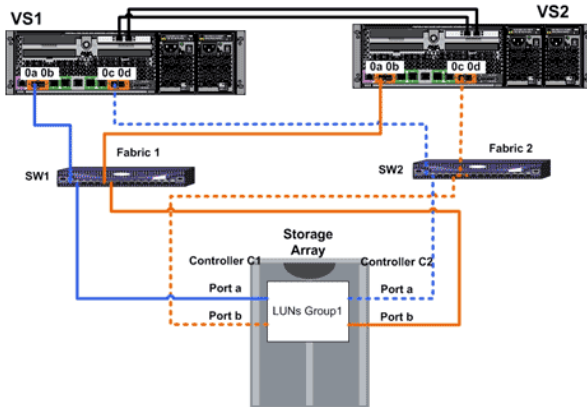 VS1
VS2
0a 0b
0c 0d
0a 0b
0c 0d
Fabric 1
Fabric 2
SW1
SW2
Storage
Array
Controller C1
Controller C2
Port a
Port a
LUNs Group1
Port b
Port b